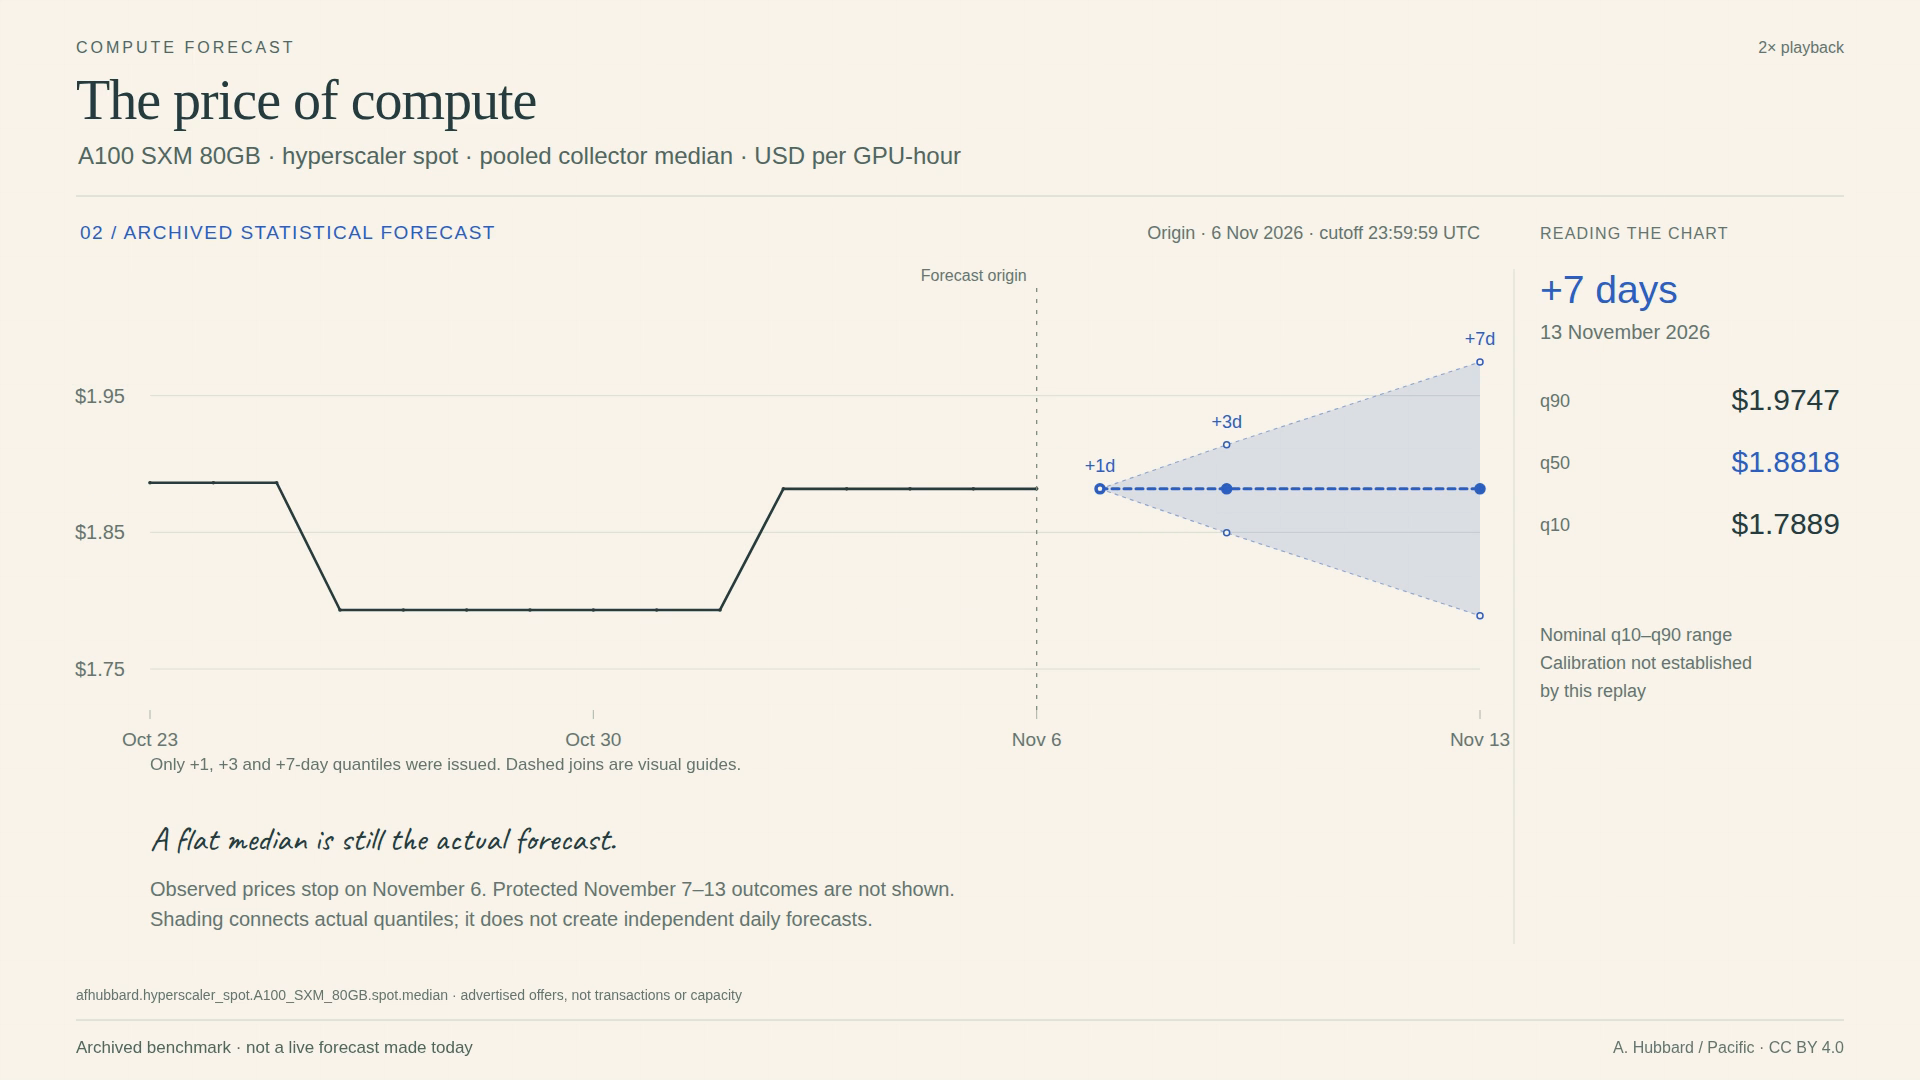 COMPUTE FORECAST
2× playback
The price of compute
A100 SXM 80GB · hyperscaler spot · pooled collector median · USD per GPU-hour
02 / ARCHIVED STATISTICAL FORECAST
Origin · 6 Nov 2026 · cutoff 23:59:59 UTC
READING THE CHART
Forecast origin
+7 days
13 November 2026
+7d
$1.95
q90
$1.9747
+3d
+1d
q50
$1.8818
$1.85
q10
$1.7889
Nominal q10–q90 range
Calibration not established
by this replay
$1.75
Oct 23
Oct 30
Nov 6
Nov 13
Only +1, +3 and +7-day quantiles were issued. Dashed joins are visual guides.
A flat median is still the actual forecast.
Observed prices stop on November 6. Protected November 7–13 outcomes are not shown.
Shading connects actual quantiles; it does not create independent daily forecasts.
afhubbard.hyperscaler_spot.A100_SXM_80GB.spot.median · advertised offers, not transactions or capacity
Archived benchmark · not a live forecast made today
A. Hubbard / Pacific · CC BY 4.0